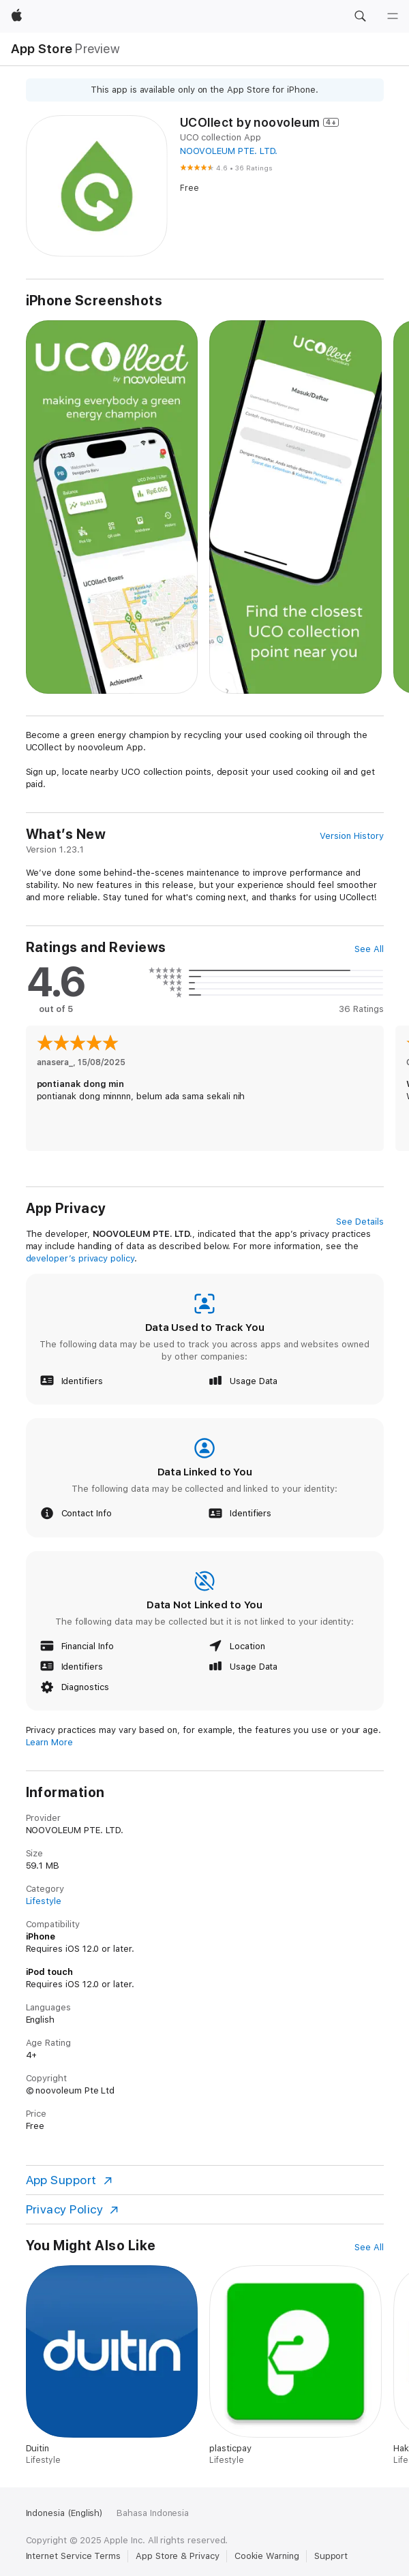 App Store Preview
This app is available only on the App Store for iPhone.
UCOllect by noovoleum 4+
UCO collection App
NOOVOLEUM PTE. LTD.
4.6 • 36 Ratings
Free
iPhone Screenshots
UCOllect
by noovoleum
making everybody a green
energy champion
12:39
PB
Balance
Rp419.181
Rp6.005
UCOllect Boxes
Achievement
UCOllect
Masuk/Daftar
Find the closest
UCO collection
point near you
Become a green energy champion by recycling your used cooking oil through the
UCOllect by noovoleum App.
Sign up, locate nearby UCO collection points, deposit your used cooking oil and get
paid.
What’s New
Version History
Version 1.23.1
We’ve done some behind-the-scenes maintenance to improve performance and
stability. No new features in this release, but your experience should feel smoother
and more reliable. Stay tuned for what's coming next, and thanks for using UCollect!
Ratings and Reviews
See All
4.6
out of 5
36 Ratings
anasera_, 15/08/2025
pontianak dong min
pontianak dong minnnn, belum ada sama sekali nih
App Privacy
See Details
The developer, NOOVOLEUM PTE. LTD., indicated that the app’s privacy practices
may include handling of data as described below. For more information, see the
developer’s privacy policy.
Data Used to Track You
The following data may be used to track you across apps and websites owned
by other companies:
Identifiers
Usage Data
Data Linked to You
The following data may be collected and linked to your identity:
Contact Info
Identifiers
Data Not Linked to You
The following data may be collected but it is not linked to your identity:
Financial Info
Location
Identifiers
Usage Data
Diagnostics
Privacy practices may vary based on, for example, the features you use or your age.
Learn More
Information
Provider
NOOVOLEUM PTE. LTD.
Size
59.1 MB
Category
Lifestyle
Compatibility
iPhone
Requires iOS 12.0 or later.
iPod touch
Requires iOS 12.0 or later.
Languages
English
Age Rating
4+
Copyright
© noovoleum Pte Ltd
Price
Free
App Support
Privacy Policy
You Might Also Like
See All
duitin
Duitin
Lifestyle
plasticpay
Lifestyle
Hak
Life
Indonesia (English)
Bahasa Indonesia
Copyright © 2025 Apple Inc. All rights reserved.
Internet Service Terms
App Store & Privacy
Cookie Warning
Support